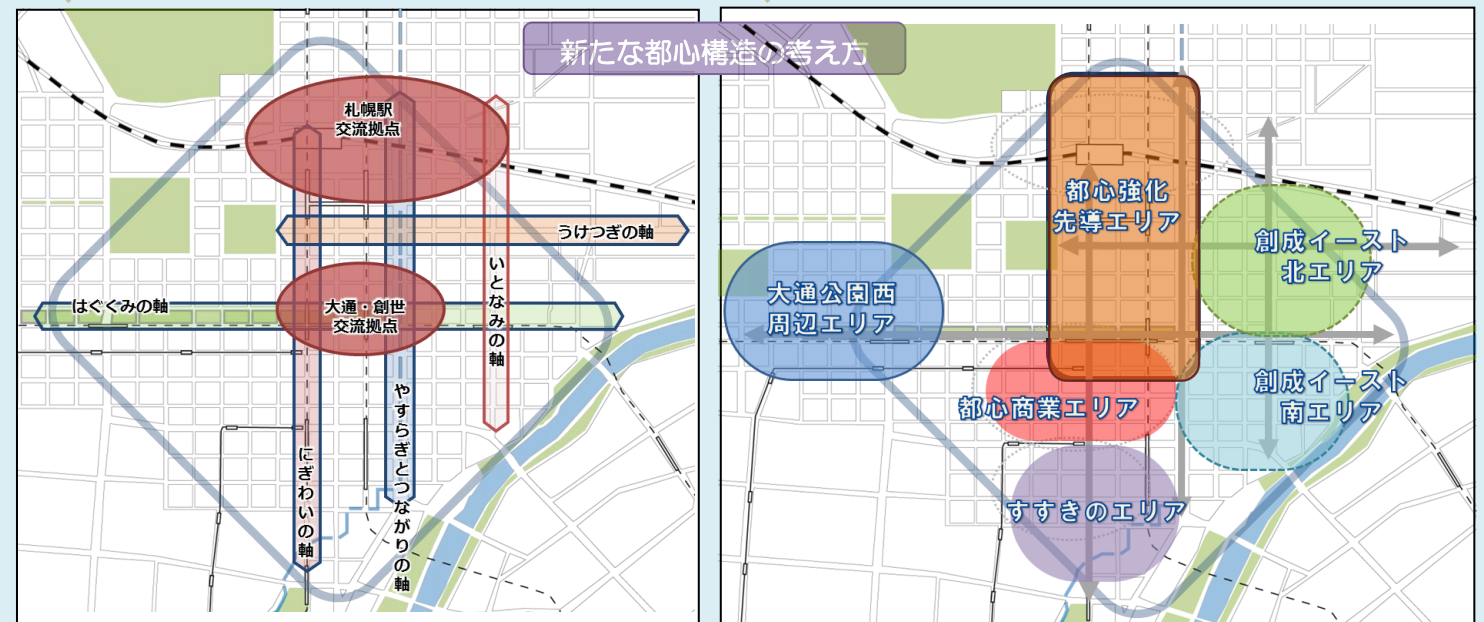 新たな都心構造の考え方
札幌駅
交流拠点
うけつぎの軸
いとなみの軸
はぐくみの軸
大通・創世
交流拠点
やすらぎとつながりの軸
にぎわいの軸
都心強化
先導エリア
創成イースト
北エリア
大通公園西
周辺エリア
創成イースト
南エリア
都心商業エリア
すすきのエリア